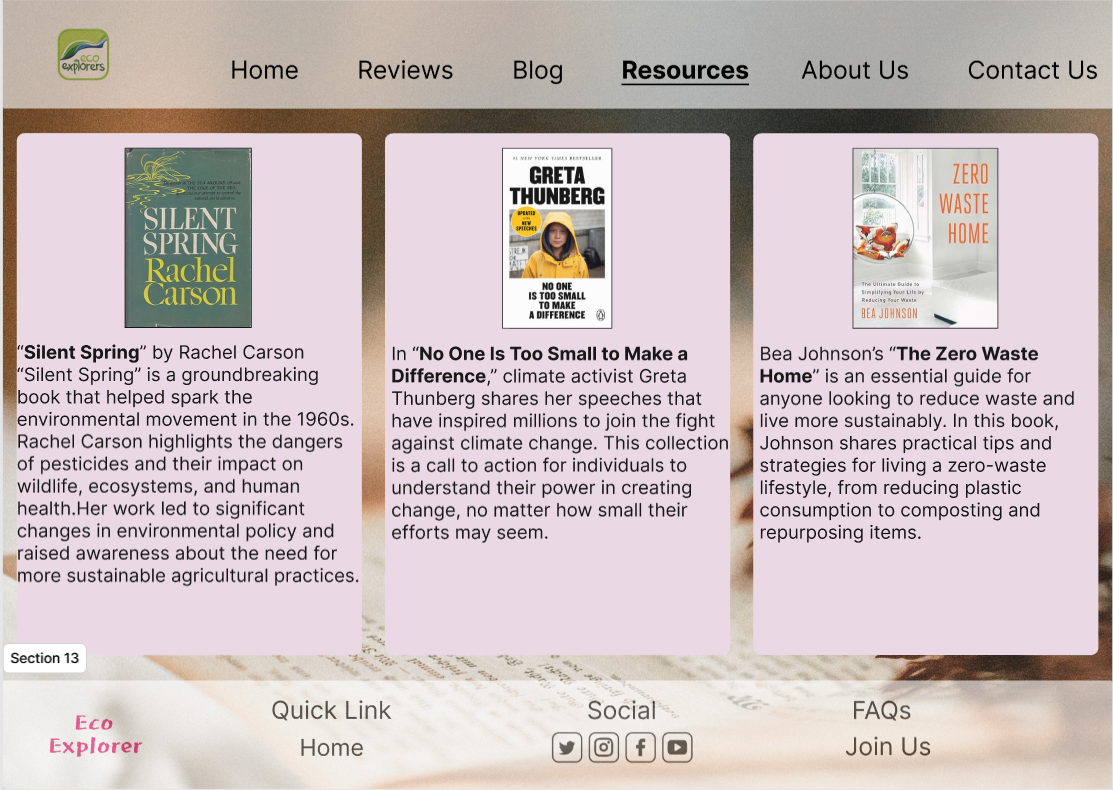 eco
explorers
Home
Reviews
Blog
Resources
About Us
Contact Us
SILENT
SPRING
Rachel
Carson
#1 NEW YORK TIMES BESTSELLER
GRETA
THUNBERG
UPDATED
NEW
SPEECHES
NO ONE
IS TOO SMALL
TO MAKE
A DIFFERENCE
ZERO
WASTE
HOME
The Ultimate Guide to
Simplifying Your Life by
Reducing Your Waste
BEA JOHNSON
“Silent Spring” by Rachel Carson
“Silent Spring” is a groundbreaking
book that helped spark the
environmental movement in the 1960s.
Rachel Carson highlights the dangers
of pesticides and their impact on
wildlife, ecosystems, and human
health.Her work led to significant
changes in environmental policy and
raised awareness about the need for
more sustainable agricultural practices.
In “No One Is Too Small to Make a
Difference,” climate activist Greta
Thunberg shares her speeches that
have inspired millions to join the fight
against climate change. This collection
is a call to action for individuals to
understand their power in creating
change, no matter how small their
efforts may seem.
Bea Johnson’s “The Zero Waste
Home” is an essential guide for
anyone looking to reduce waste and
live more sustainably. In this book,
Johnson shares practical tips and
strategies for living a zero-waste
lifestyle, from reducing plastic
consumption to composting and
repurposing items.
Section 13
Eco
Explorer
Quick Link
Home
Social
FAQs
Join Us